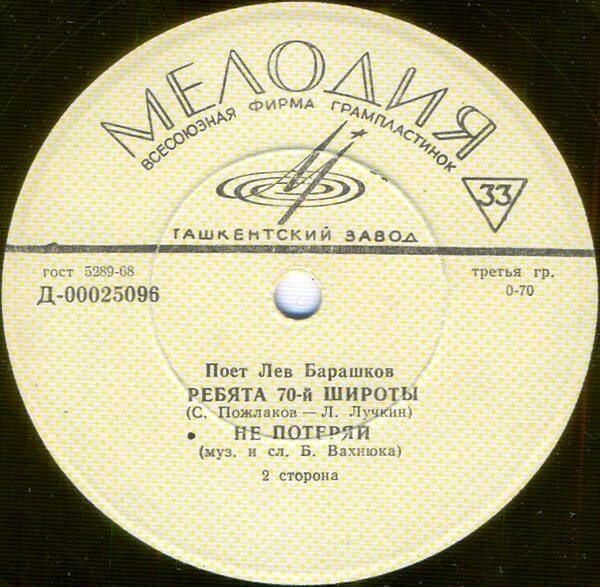 МЕЛОДИЯ
ВСЕСОЮЗНАЯ ФИРМА ГРАМПЛАСТИНОК
33
ТАШКЕНТСКИЙ ЗАВОД
гост 5289-68
третья гр.
Д-00025096
0-70
Поет Лев Барашков
РЕБЯТА 70-й ШИРОТЫ
(С. Пожлаков — Л. Лучкин)
• НЕ ПОТЕРЯЙ
(муз. и сл. Б. Вахнюка)
2 сторона